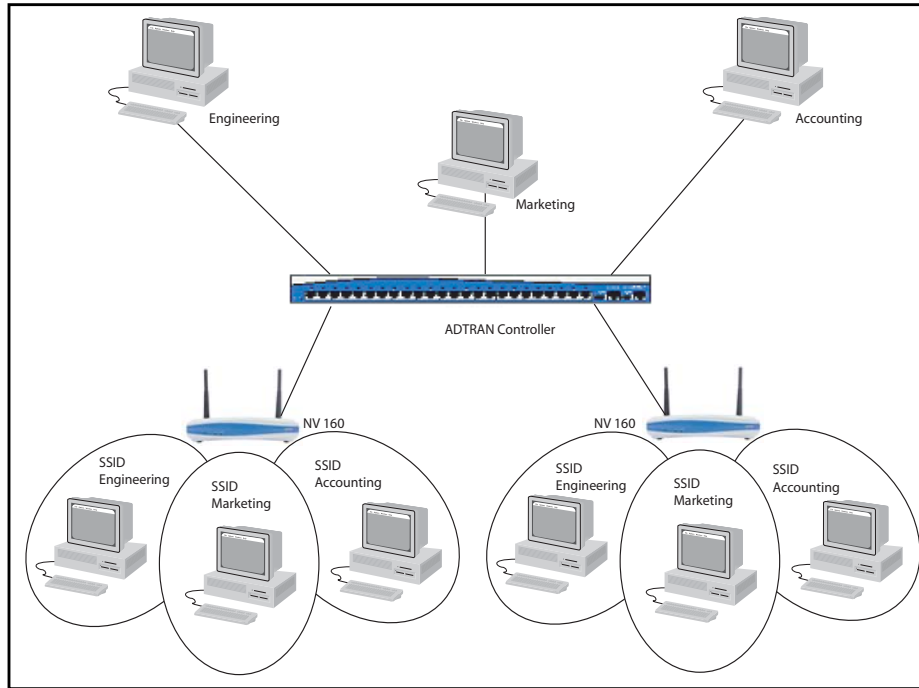 Engineering
Accounting
Marketing
ADTRAN Controller
NV 160
NV 160
SSID
Engineering
SSID
Marketing
SSID
Accounting
SSID
Engineering
SSID
Marketing
SSID
Accounting